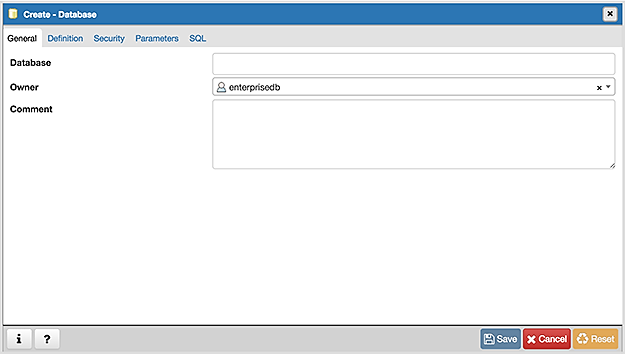 Create - Database
General Definition Security Parameters SQL
Database
Owner enterprisedb
Comment
i ? Save Cancel Reset